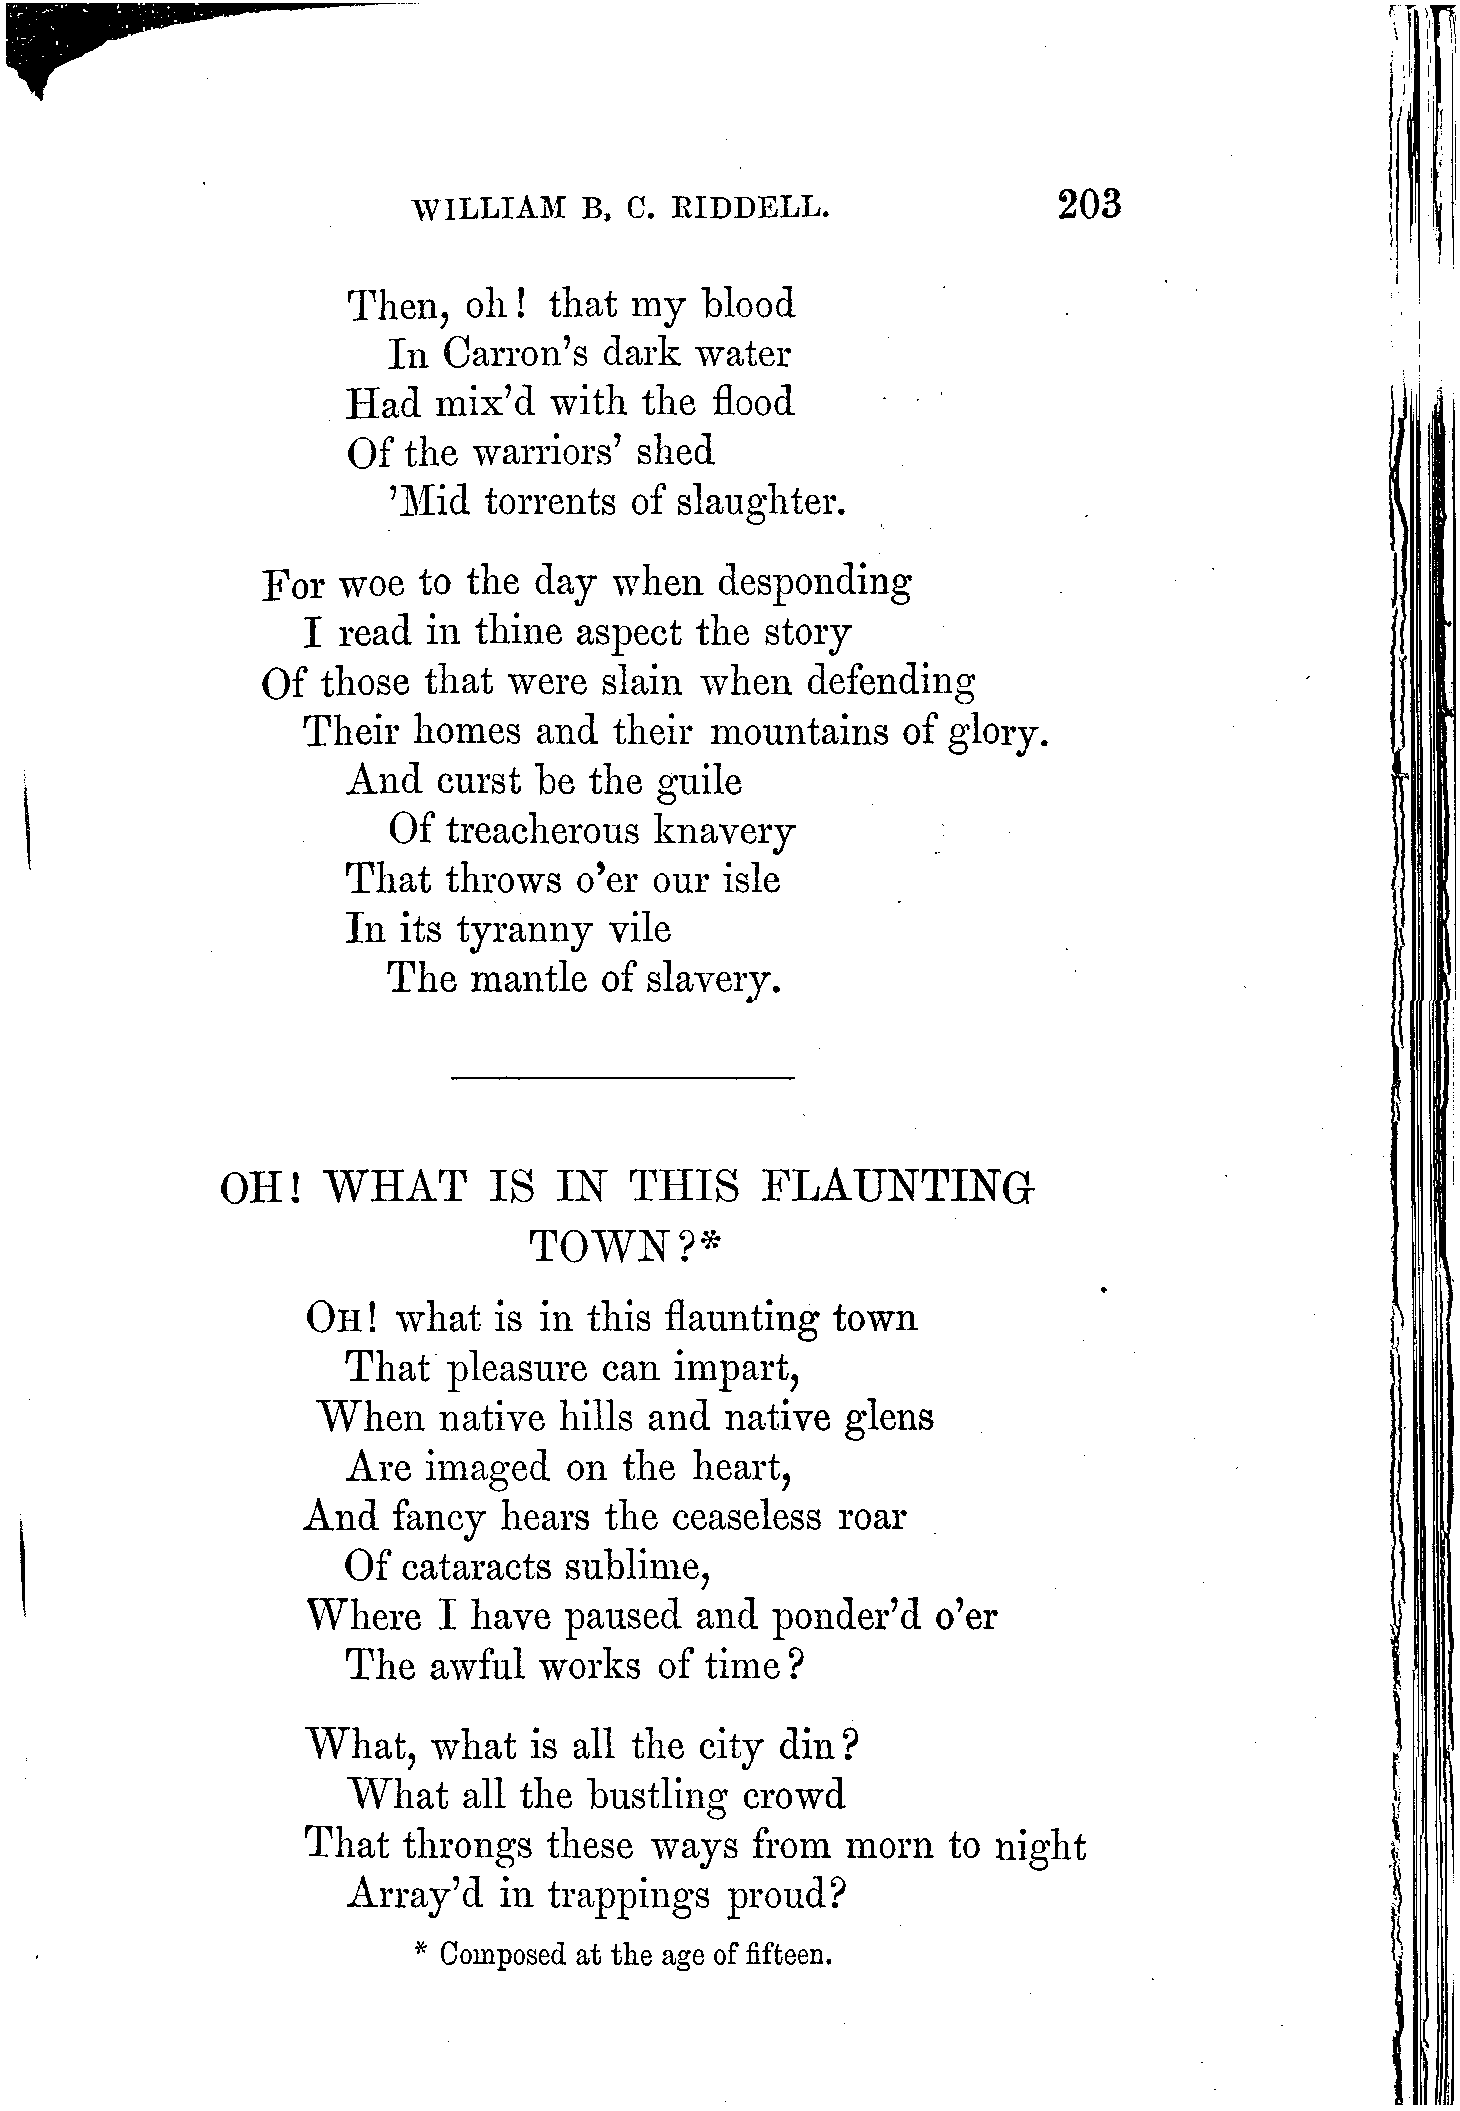 WILLIAM B. C. RIDDELL. 203
Then, oh! that my blood
In Carron's dark water
Had mix'd with the flood
Of the warriors' shed
'Mid torrents of slaughter.
For woe to the day when desponding
I read in thine aspect the story
Of those that were slain when defending
Their homes and their mountains of glory.
And curst be the guile
Of treacherous knavery
That throws o'er our isle
In its tyranny vile
The mantle of slavery.
OH! WHAT IS IN THIS FLAUNTING
TOWN?*
OH! what is in this flaunting town
That pleasure can impart,
When native hills and native glens
Are imaged on the heart,
And fancy hears the ceaseless roar
Of cataracts sublime,
Where I have paused and ponder'd o'er
The awful works of time?
What, what is all the city din?
What all the bustling crowd
That throngs these ways from morn to night
Array'd in trappings proud?
* Composed at the age of fifteen.